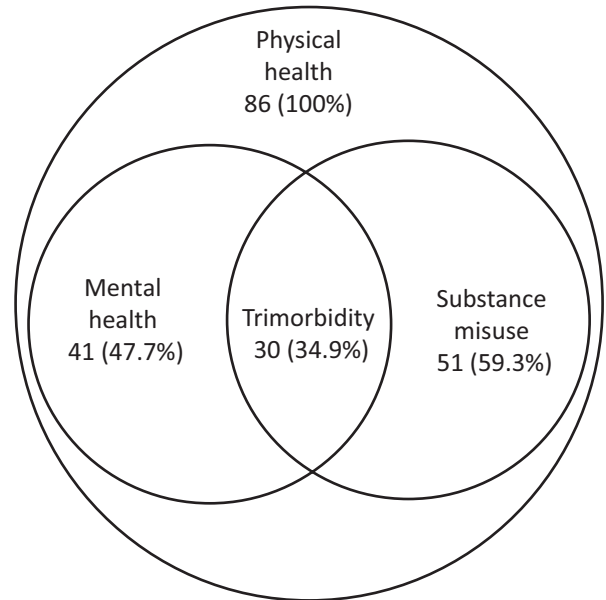 Physical
health
86 (100%)
Mental
health
41 (47.7%)
Trimorbidity
30 (34.9%)
Substance
misuse
51 (59.3%)